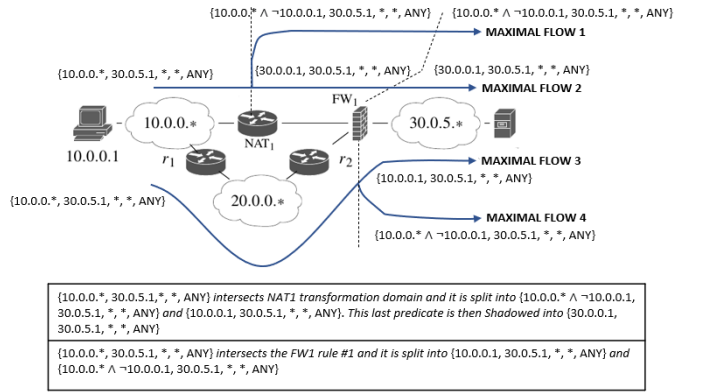 {10.0.0.* ∧ ¬10.0.0.1, 30.0.5.1, *, *, ANY}
{10.0.0.* ∧ ¬10.0.0.1, 30.0.5.1, *, *, ANY}
MAXIMAL FLOW 1
{10.0.0.*, 30.0.5.1, *, *, ANY}
{30.0.0.1, 30.0.5.1, *, *, ANY}
{30.0.0.1, 30.0.5.1, *, *, ANY}
MAXIMAL FLOW 2
FW1
10.0.0.*
30.0.5.*
NAT1
10.0.0.1
r1
r2
MAXIMAL FLOW 3
{10.0.0.1, 30.0.5.1, *, *, ANY}
{10.0.0.*, 30.0.5.1, *, *, ANY}
20.0.0.*
MAXIMAL FLOW 4
{10.0.0.* ∧ ¬10.0.0.1, 30.0.5.1, *, *, ANY}
{10.0.0.*, 30.0.5.1,*, *, ANY} intersects NAT1 transformation domain and it is split into {10.0.0.* ∧ ¬10.0.0.1,
30.0.5.1, *, *, ANY} and {10.0.0.1, 30.0.5.1, *, *, ANY}. This last predicate is then Shadowed into {30.0.0.1,
30.0.5.1, *, *, ANY}
{10.0.0.*, 30.0.5.1, *, *, ANY} intersects the FW1 rule #1 and it is split into {10.0.0.1, 30.0.5.1, *, *, ANY} and
{10.0.0.* ∧ ¬10.0.0.1, 30.0.5.1, *, *, ANY}